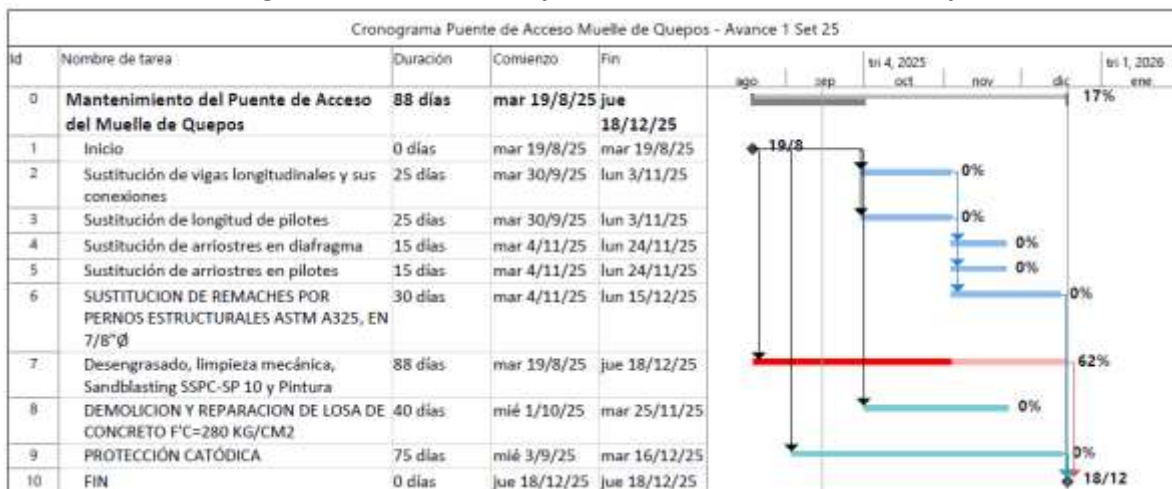 Cronograma Puente de Acceso Muelle de Quepos - Avance 1 Set 25
Id Nombre de tarea Duración Comienzo Fin tri 4, 2025 tri 1, 2026
ago sep oct nov dic ene
0 Mantenimiento del Puente de Acceso 88 días mar 19/8/25 jue 17%
del Muelle de Quepos 18/12/25
1 Inicio 0 días mar 19/8/25 mar 19/8/25 19/8
2 Sustitución de vigas longitudinales y sus 25 días mar 30/9/25 lun 3/11/25 0%
conexiones
3 Sustitución de longitud de pilotes 25 días mar 30/9/25 lun 3/11/25 0%
4 Sustitución de arriostres en diafragma 15 días mar 4/11/25 lun 24/11/25 0%
5 Sustitución de arriostres en pilotes 15 días mar 4/11/25 lun 24/11/25 0%
6 SUSTITUCION DE REMACHES POR 30 días mar 4/11/25 lun 15/12/25 0%
PERNOS ESTRUCTURALES ASTM A325, EN
7/8"Ø
7 Desengrasado, limpieza mecánica, 88 días mar 19/8/25 jue 18/12/25 62%
Sandblasting SSPC-SP 10 y Pintura
8 DEMOLICION Y REPARACION DE LOSA DE 40 días mié 1/10/25 mar 25/11/25 0%
CONCRETO F'C=280 KG/CM2
9 PROTECCIÓN CATÓDICA 75 días mié 3/9/25 mar 16/12/25 0%
10 FIN 0 días jue 18/12/25 jue 18/12/25 18/12